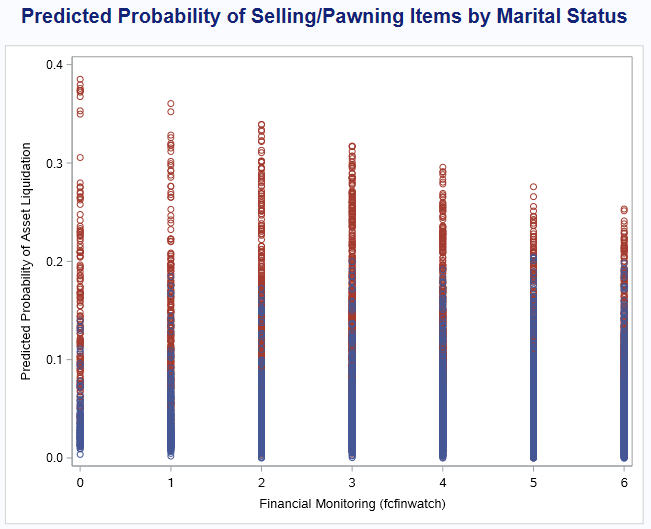 Predicted Probability of Selling/Pawning Items by Marital Status
Predicted Probability of Asset Liquidation
0.4
0.3
0.2
0.1
0.0
0 1 2 3 4 5 6
Financial Monitoring (fcfinwatch)